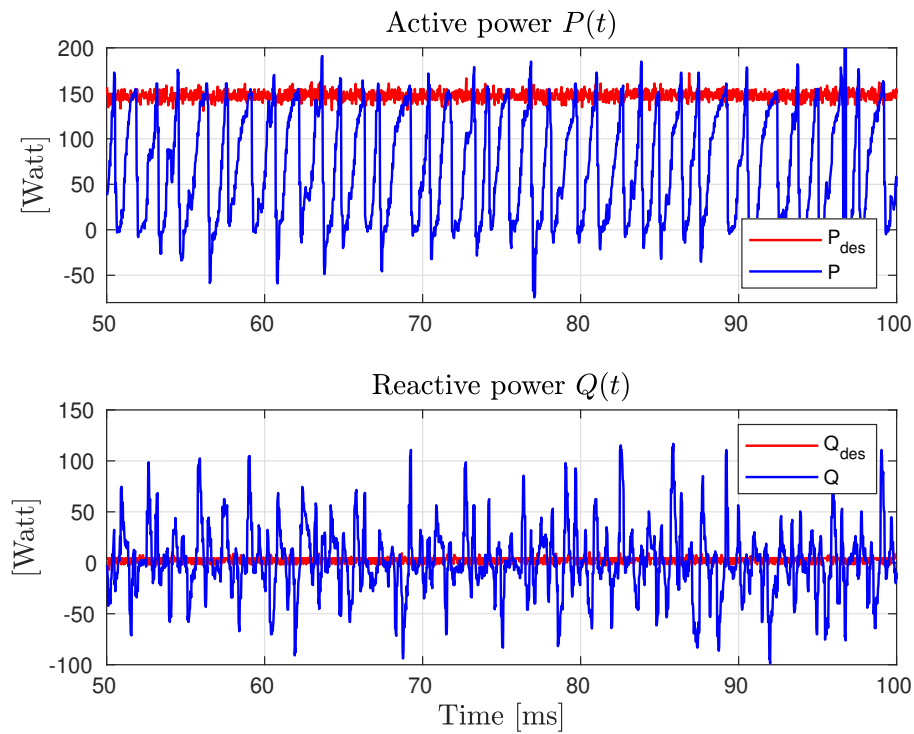 Active power P(t)
200
150
100
50
0
-50
[Watt]
P_des
P
50 60 70 80 90 100
Reactive power Q(t)
150
100
50
0
-50
-100
[Watt]
Q_des
Q
50 60 70 80 90 100
Time [ms]